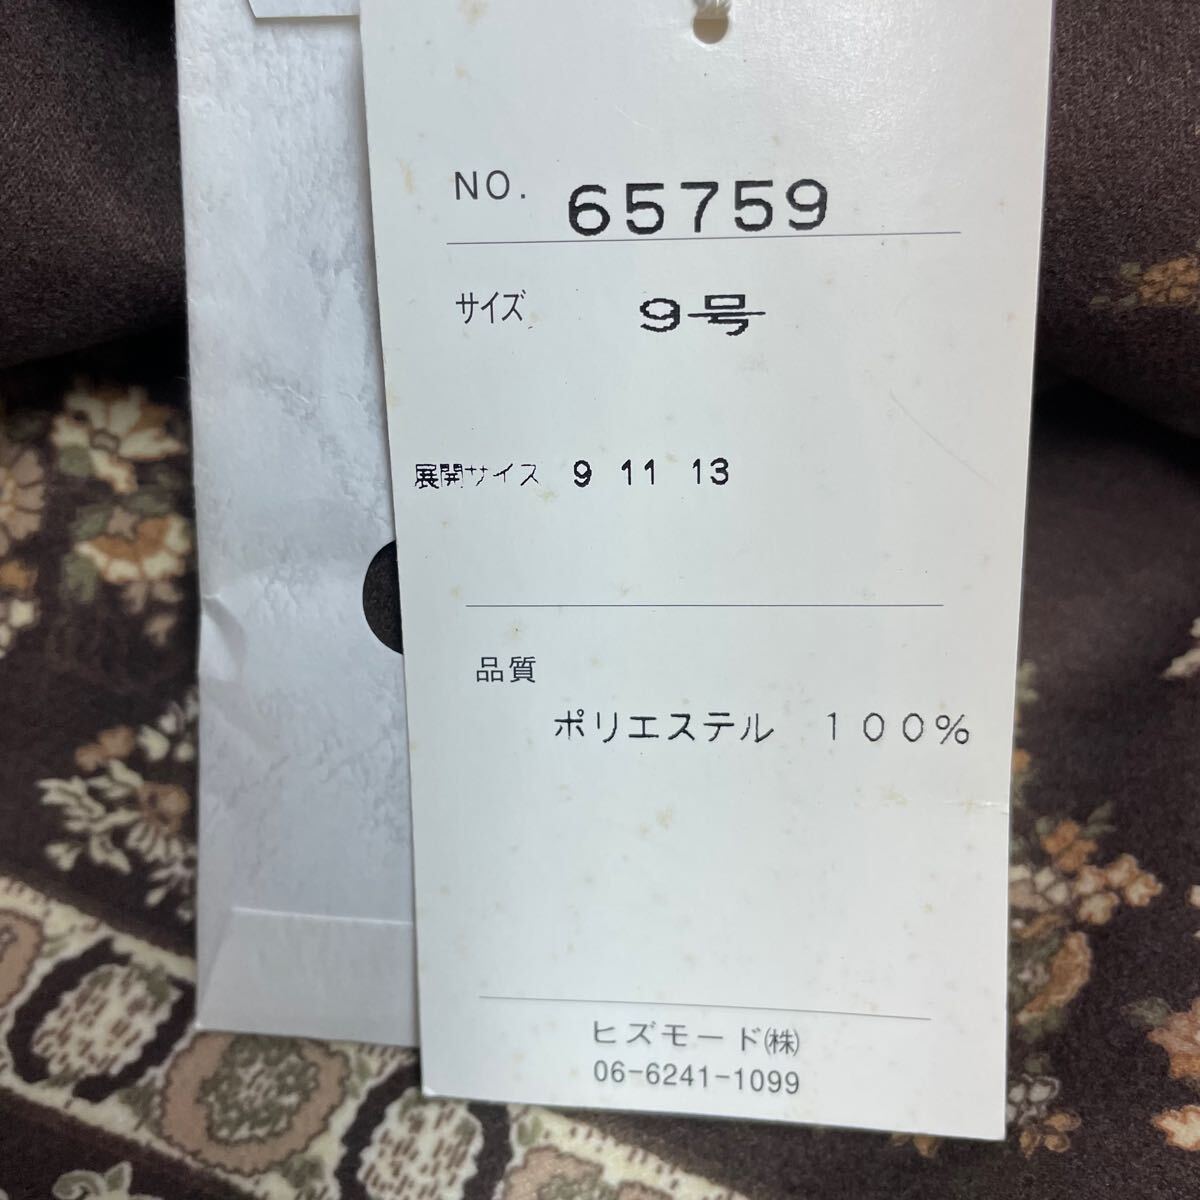 NO. 65759
サイズ 9号
展開サイズ 9 11 13
品質
ポリエステル 100%
ヒズモード㈱
06-6241-1099